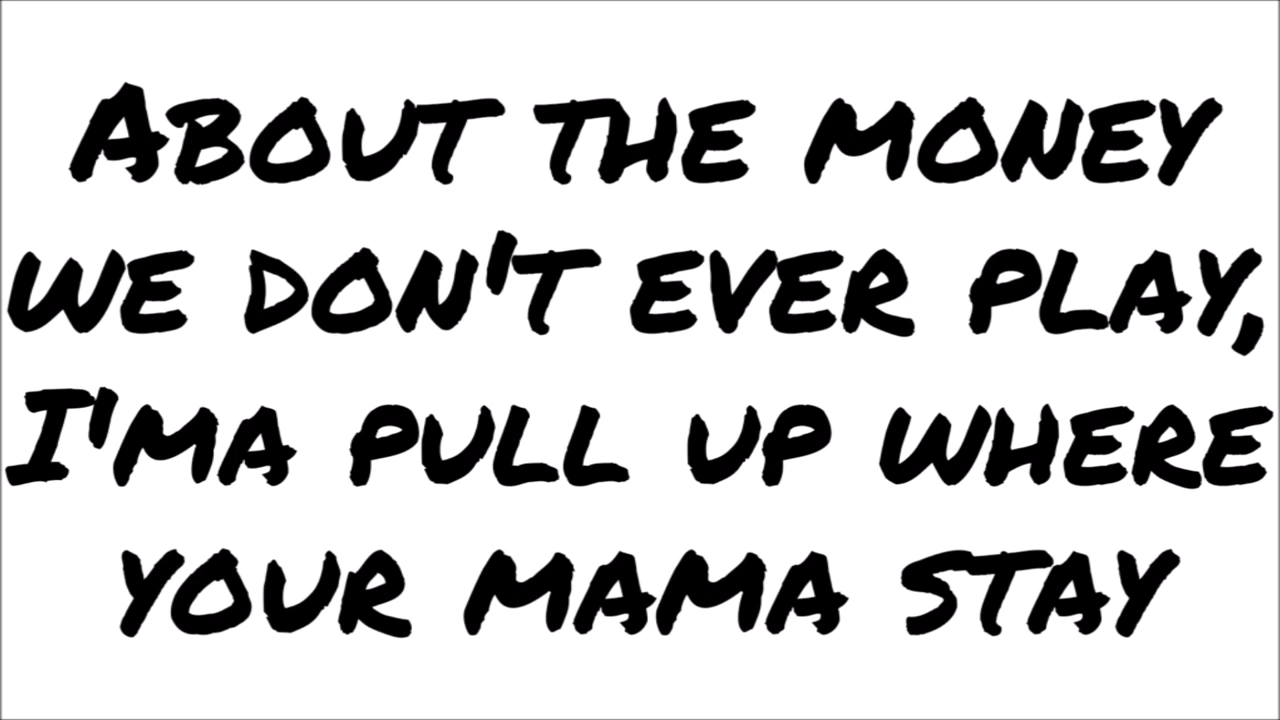 About the money
we don't ever play,
I'ma pull up where
your mama stay